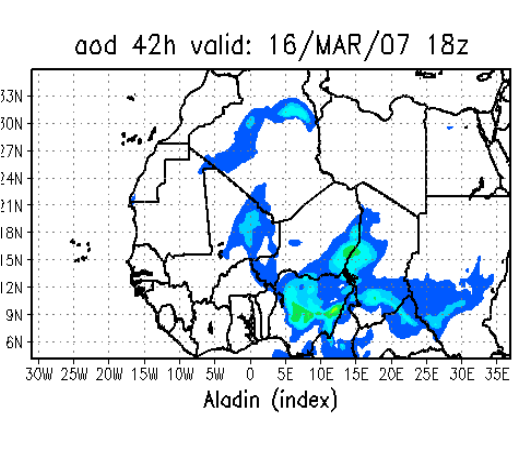 aod 42h valid: 16/MAR/07 18z
33N
30N
27N
24N
21N
18N
15N
12N
9N
6N
30W 25W 20W 15W 10W 5W 0 5E 10E 15E 20E 25E 30E 35E
Aladin (index)